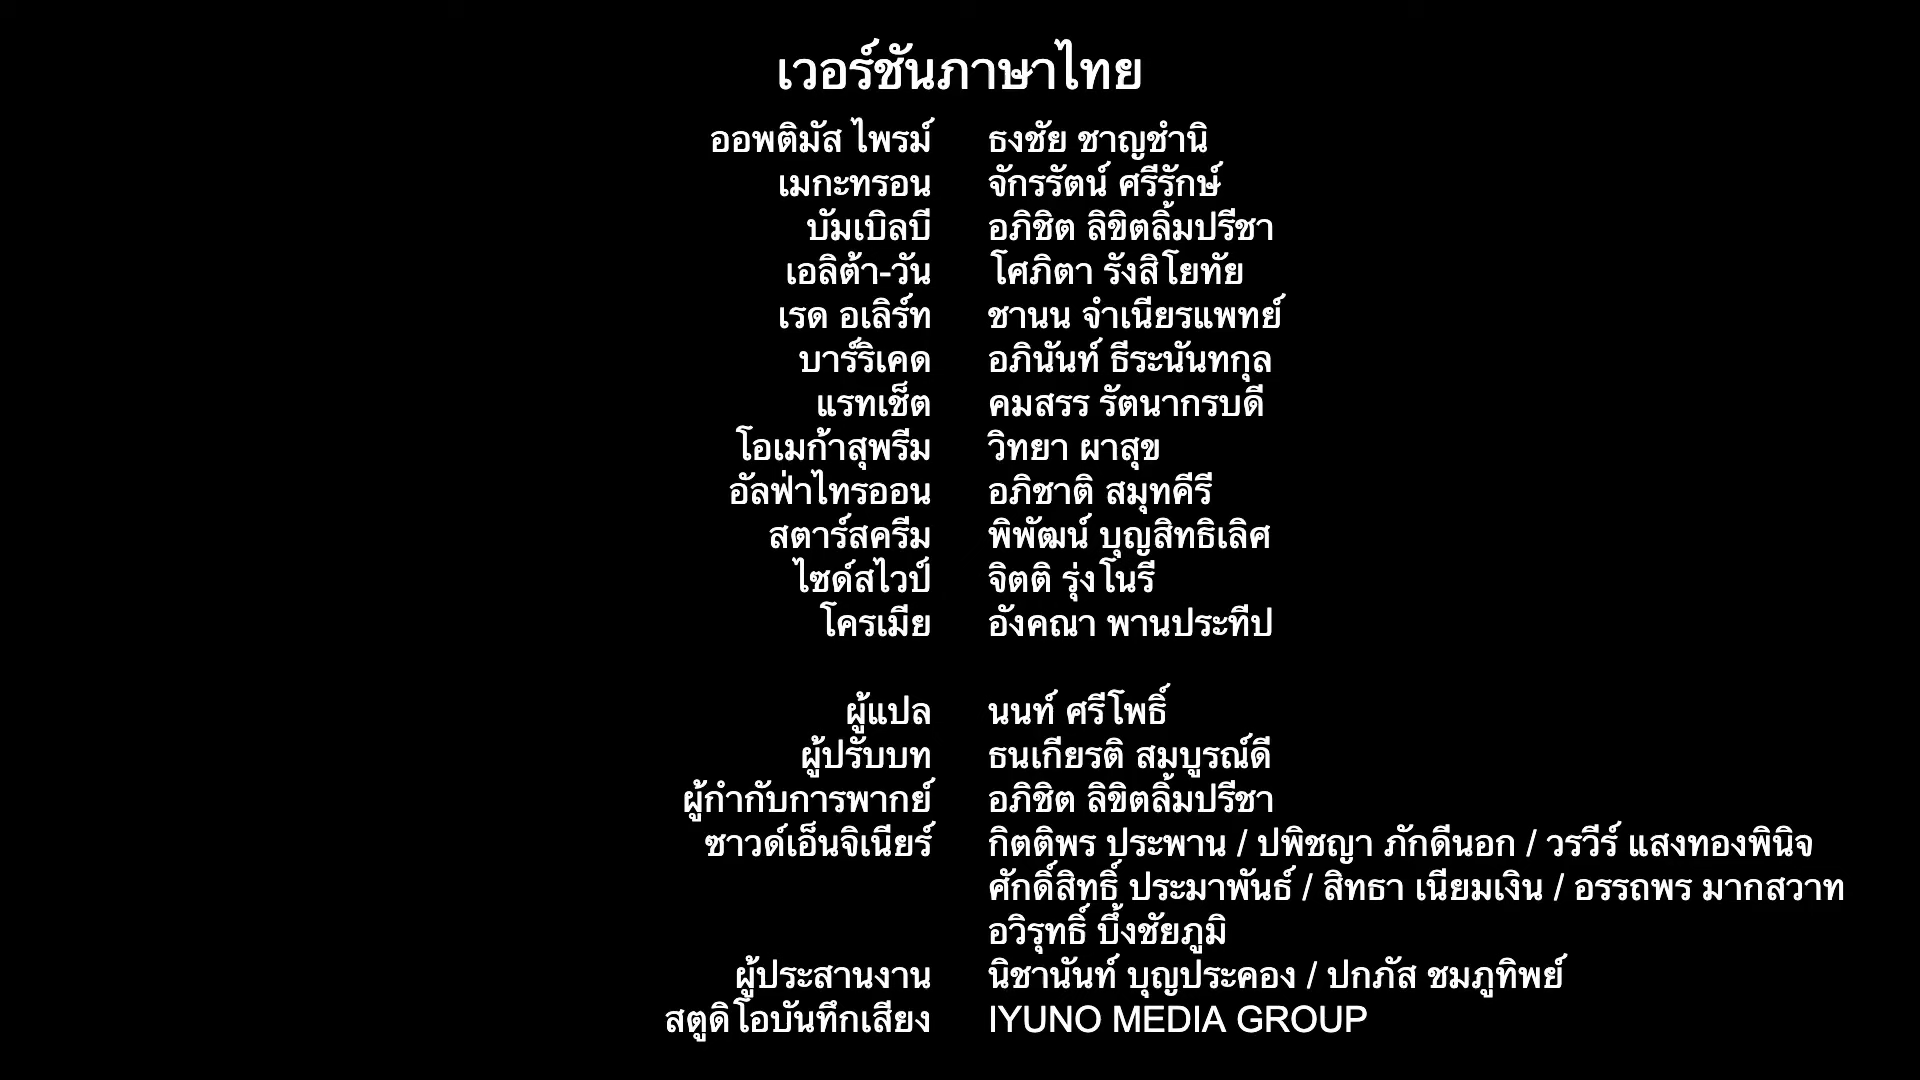 เวอร์ชันภาษาไทย
ออพติมัส ไพรม์ ธงชัย ชาญชำนิ
เมกะทรอน จักรรัตน์ ศรีรักษ์
บัมเบิลบี อภิชิต ลิขิตลิ้มปรีชา
เอลิต้า-วัน โศภิตา รังสิโยทัย
เรด อเลิร์ท ชานน จำเนียรแพทย์
บาร์ริเคด อภินันท์ ธีระนันทกุล
แรทเช็ต คมสรร รัตนากรบดี
โอเมก้าสุพรีม วิทยา ผาสุข
อัลฟ่าไทรออน อภิชาติ สมุทคีรี
สตาร์สครีม พิพัฒน์ บุญสิทธิเลิศ
ไซด์สไวป์ จิตติ รุ่งโนรี
โครเมีย อังคณา พานประทีป
ผู้แปล นนท์ ศรีโพธิ์
ผู้ปรับบท ธนเกียรติ สมบูรณ์ดี
ผู้กำกับการพากย์ อภิชิต ลิขิตลิ้มปรีชา
ซาวด์เอ็นจิเนียร์ กิตติพร ประพาน / ปพิชญา ภักดีนอก / วรวีร์ แสงทองพินิจ
ศักดิ์สิทธิ์ ประมาพันธ์ / สิทธา เนียมเงิน / อรรถพร มากสวาท
อวิรุทธิ์ บึ้งชัยภูมิ
ผู้ประสานงาน นิชานันท์ บุญประคอง / ปกภัส ชมภูทิพย์
สตูดิโอบันทึกเสียง IYUNO MEDIA GROUP